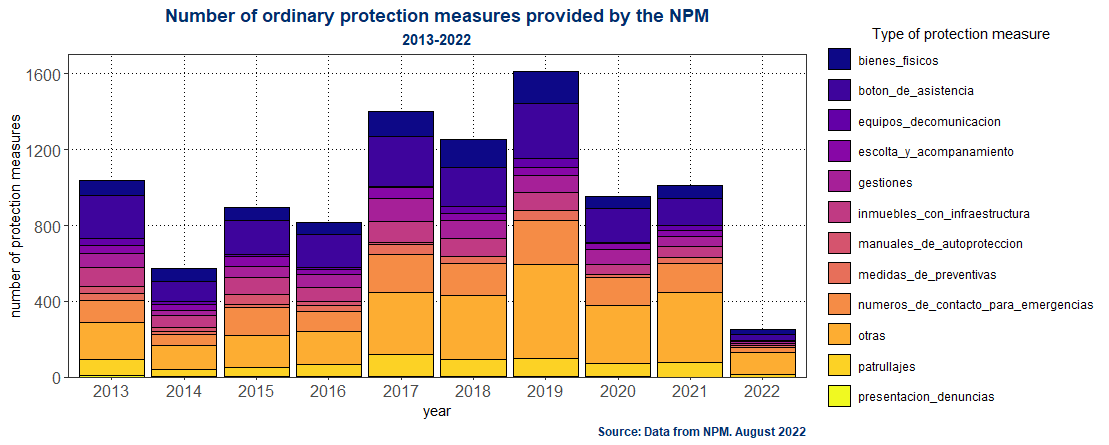 Number of ordinary protection measures provided by the NPM
2013-2022
number of protection measures
1600
1200
800
400
0
2013 2014 2015 2016 2017 2018 2019 2020 2021 2022
year
Type of protection measure
bienes_fisicos
boton_de_asistencia
equipos_decomunicacion
escolta_y_acompanamiento
gestiones
inmuebles_con_infraestructura
manuales_de_autoproteccion
medidas_de_preventivas
numeros_de_contacto_para_emergencias
otras
patrullajes
presentacion_denuncias
Source: Data from NPM. August 2022